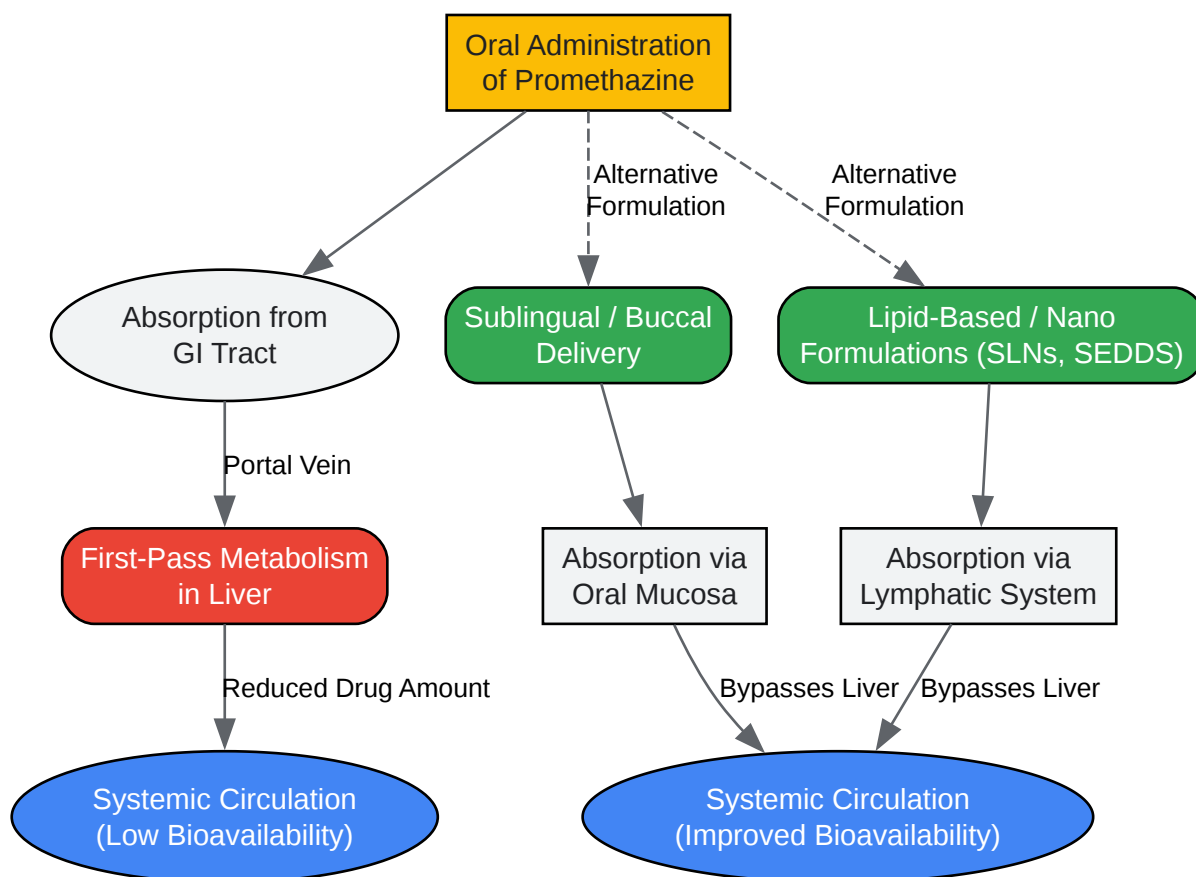 Oral Administration
of Promethazine
Alternative
Formulation
Alternative
Formulation
Absorption from
GI Tract
Sublingual / Buccal
Delivery
Lipid-Based / Nano
Formulations (SLNs, SEDDS)
Portal Vein
First-Pass Metabolism
in Liver
Absorption via
Oral Mucosa
Absorption via
Lymphatic System
Reduced Drug Amount
Bypasses Liver
Bypasses Liver
Systemic Circulation
(Low Bioavailability)
Systemic Circulation
(Improved Bioavailability)